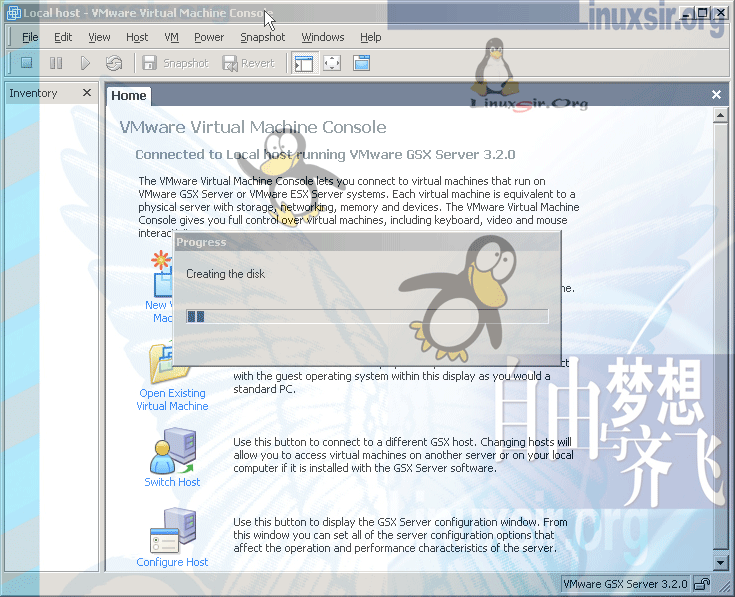 Local host - VMware Virtual Machine Console
inuxsir.org
File Edit View Host VM Power Snapshot Windows Help
Snapshot Revert
Inventory
Home
LinuxSir.Org
VMware Virtual Machine Console
Connected to Local host running VMware GSX Server 3.2.0
The VMware Virtual Machine Console lets you connect to virtual machines that run on
VMware GSX Server or VMware ESX Server systems. Each virtual machine is equivalent to a
physical server with storage, networking, memory and devices. The VMware Virtual Machine
Console gives you full control over virtual machines, including keyboard, video and mouse
Progress
Creating the disk
New
Open Existing
Virtual Machine
with the guest operating system within this display as you would a
standard PC.
自由与
梦想齐飞
Switch Host
Use this button to connect to a different GSX host. Changing hosts will
allow you to access virtual machines on another server or on your local
computer if it is installed with the GSX Server software.
Configure Host
Use this button to display the GSX Server configuration window. From
this window you can set all of the server configuration options that
affect the operation and performance characteristics of the server.
linuxsir.org
VMware GSX Server 3.2.0